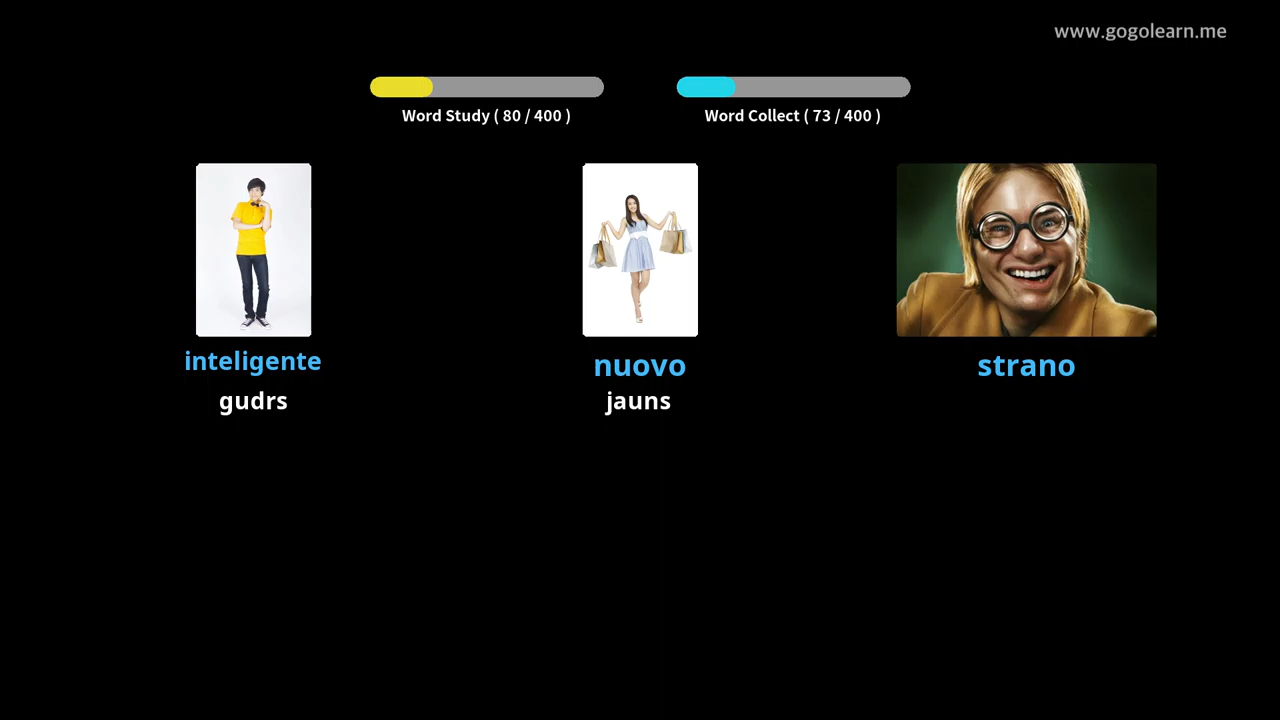 www.gogolearn.me
Word Study ( 80 / 400 )
Word Collect ( 73 / 400 )
inteligente
nuovo
strano
gudrs
jauns